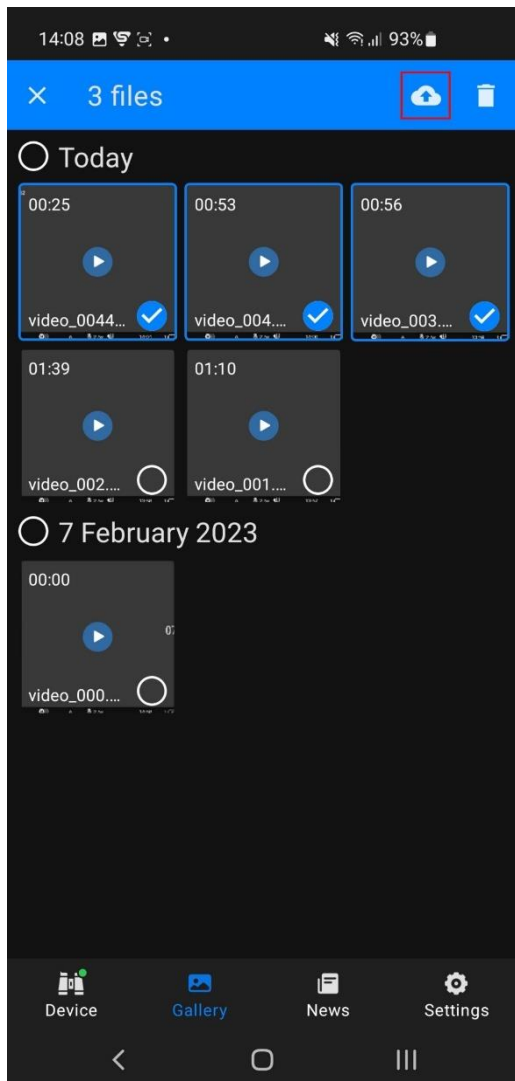 14:08 93%
3 files
Today
00:25 00:53 00:56
video_0044... video_004.... video_003....
01:39 01:10
video_002.... video_001....
7 February 2023
00:00
07
video_000....
Device Gallery News Settings